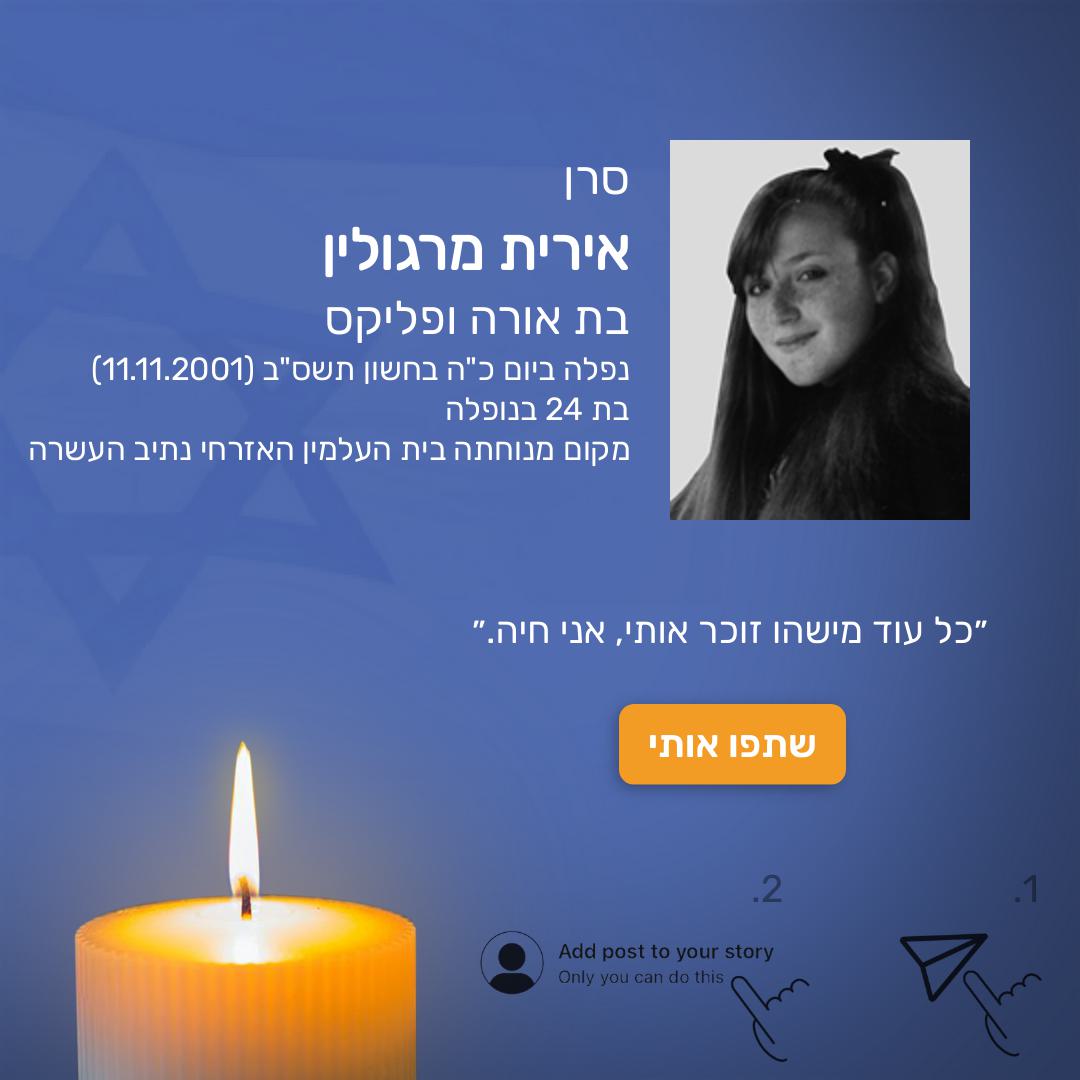 סרן
אירית מרגולין
בת אורה ופליקס
נפלה ביום כ"ה בחשון תשס"ב (11.11.2001)
בת 24 בנופלה
מקום מנוחתה בית העלמין האזרחי נתיב העשרה
״כל עוד מישהו זוכר אותי, אני חיה.״
שתפו אותי
1.
2.
Add post to your story
Only you can do this